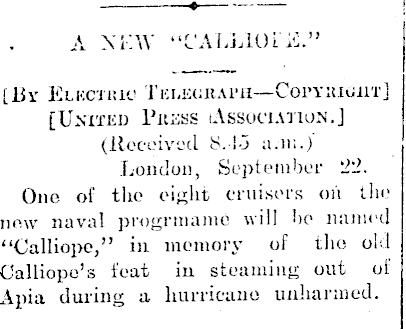 A NEW "CALLIOPE."
[By Electric Telegraph—Copyright]
[United Press Association.]
(Received 8.45 a.m.)
London, September 22.
One of the eight cruisers on the
new naval progrmame will be named
"Calliope," in memory of the old
Calliope's feat in steaming out of
Apia during a hurricane unharmed.